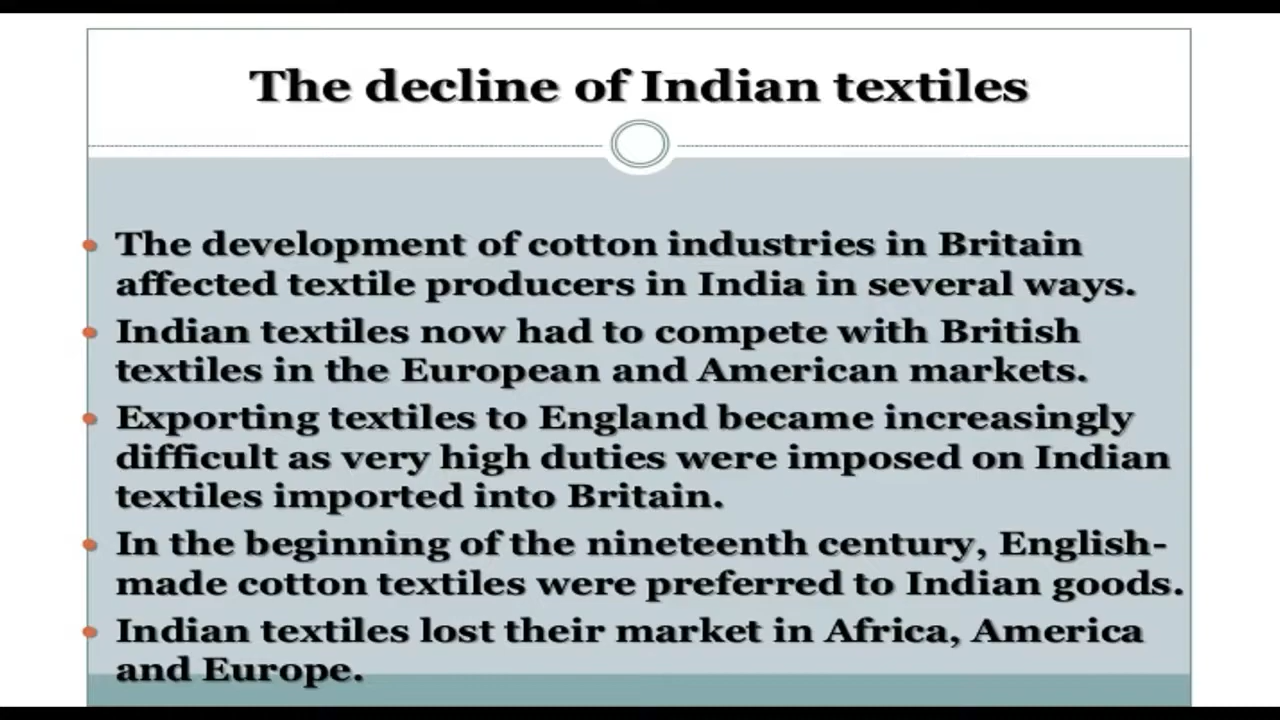 The decline of Indian textiles
The development of cotton industries in Britain
affected textile producers in India in several ways.
Indian textiles now had to compete with British
textiles in the European and American markets.
Exporting textiles to England became increasingly
difficult as very high duties were imposed on Indian
textiles imported into Britain.
In the beginning of the nineteenth century, English-
made cotton textiles were preferred to Indian goods.
Indian textiles lost their market in Africa, America
and Europe.